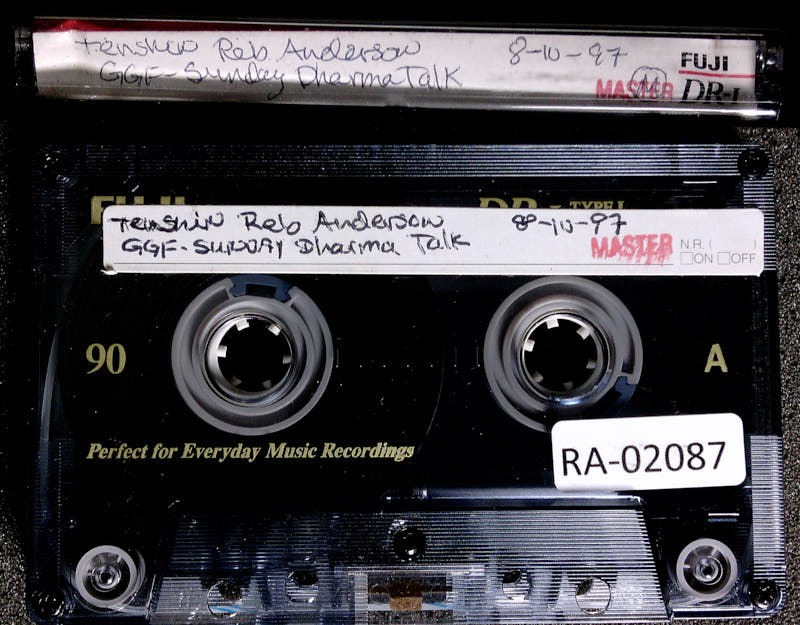 Tenshin Reb Anderson 8-10-97
GGF-Sunday Dharma Talk
FUJI
MASTER M DR-I
FUJI DR-I TYPE I
Tenshin Reb Anderson 8-10-97
GGF-SUNDAY Dharma Talk
MASTER
N.R. ( )
□ON □OFF
90
A
Perfect for Everyday Music Recordings
RA-02087